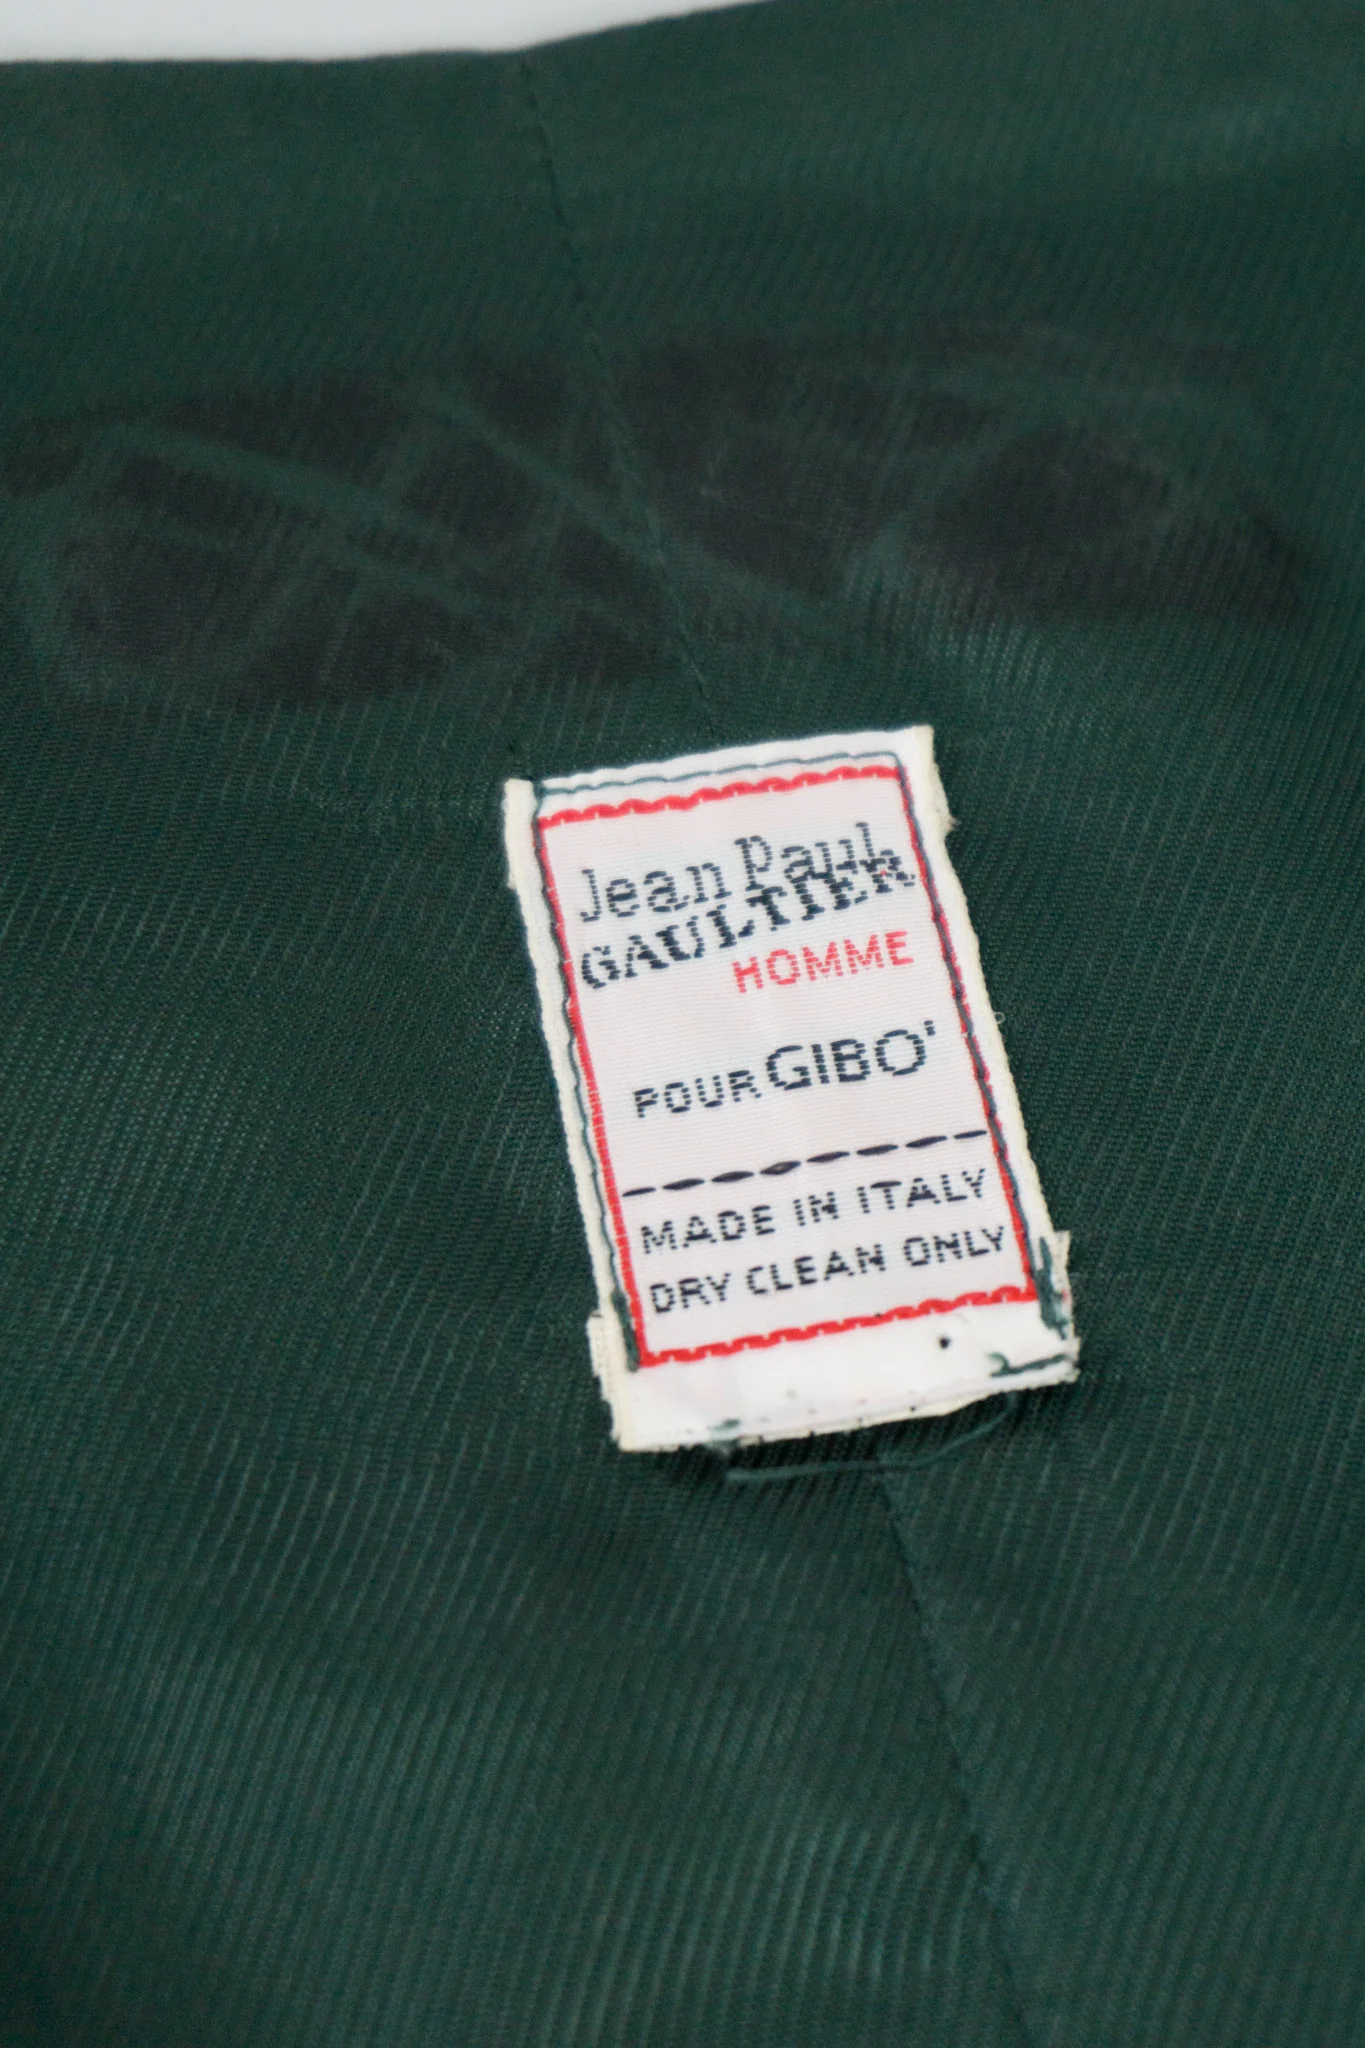 Jean Paul
GAULTIER
HOMME
POUR GIBO'
MADE IN ITALY
DRY CLEAN ONLY